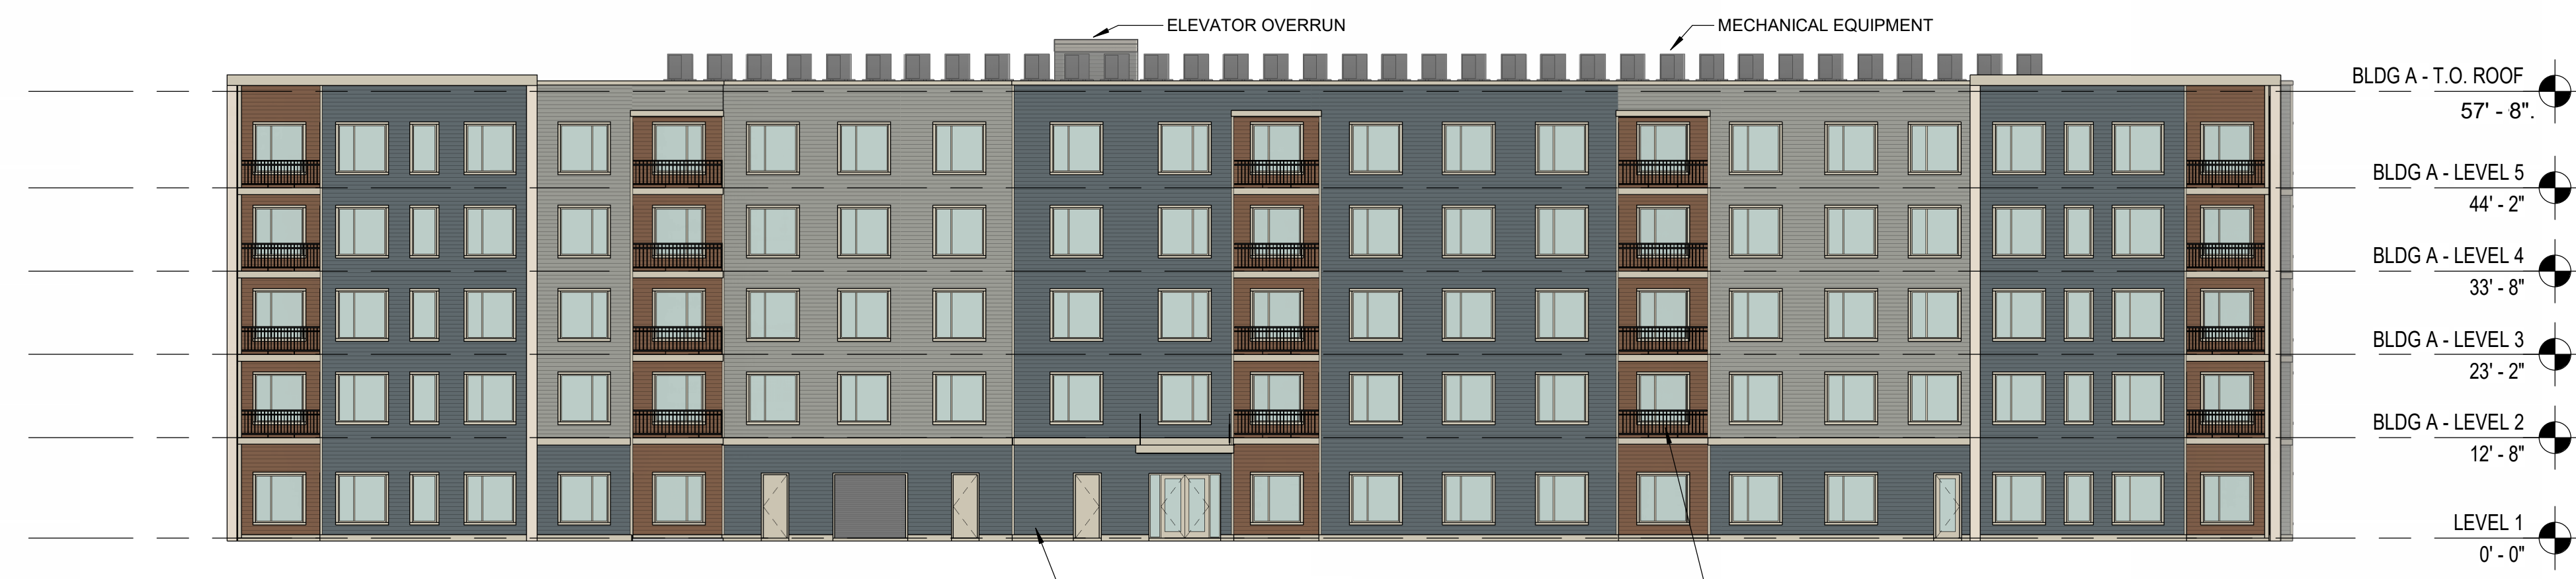 ELEVATOR OVERRUN
MECHANICAL EQUIPMENT
BLDG A - T.O. ROOF
57' - 8".
BLDG A - LEVEL 5
44' - 2"
BLDG A - LEVEL 4
33' - 8"
BLDG A - LEVEL 3
23' - 2"
BLDG A - LEVEL 2
12' - 8"
LEVEL 1
0' - 0"